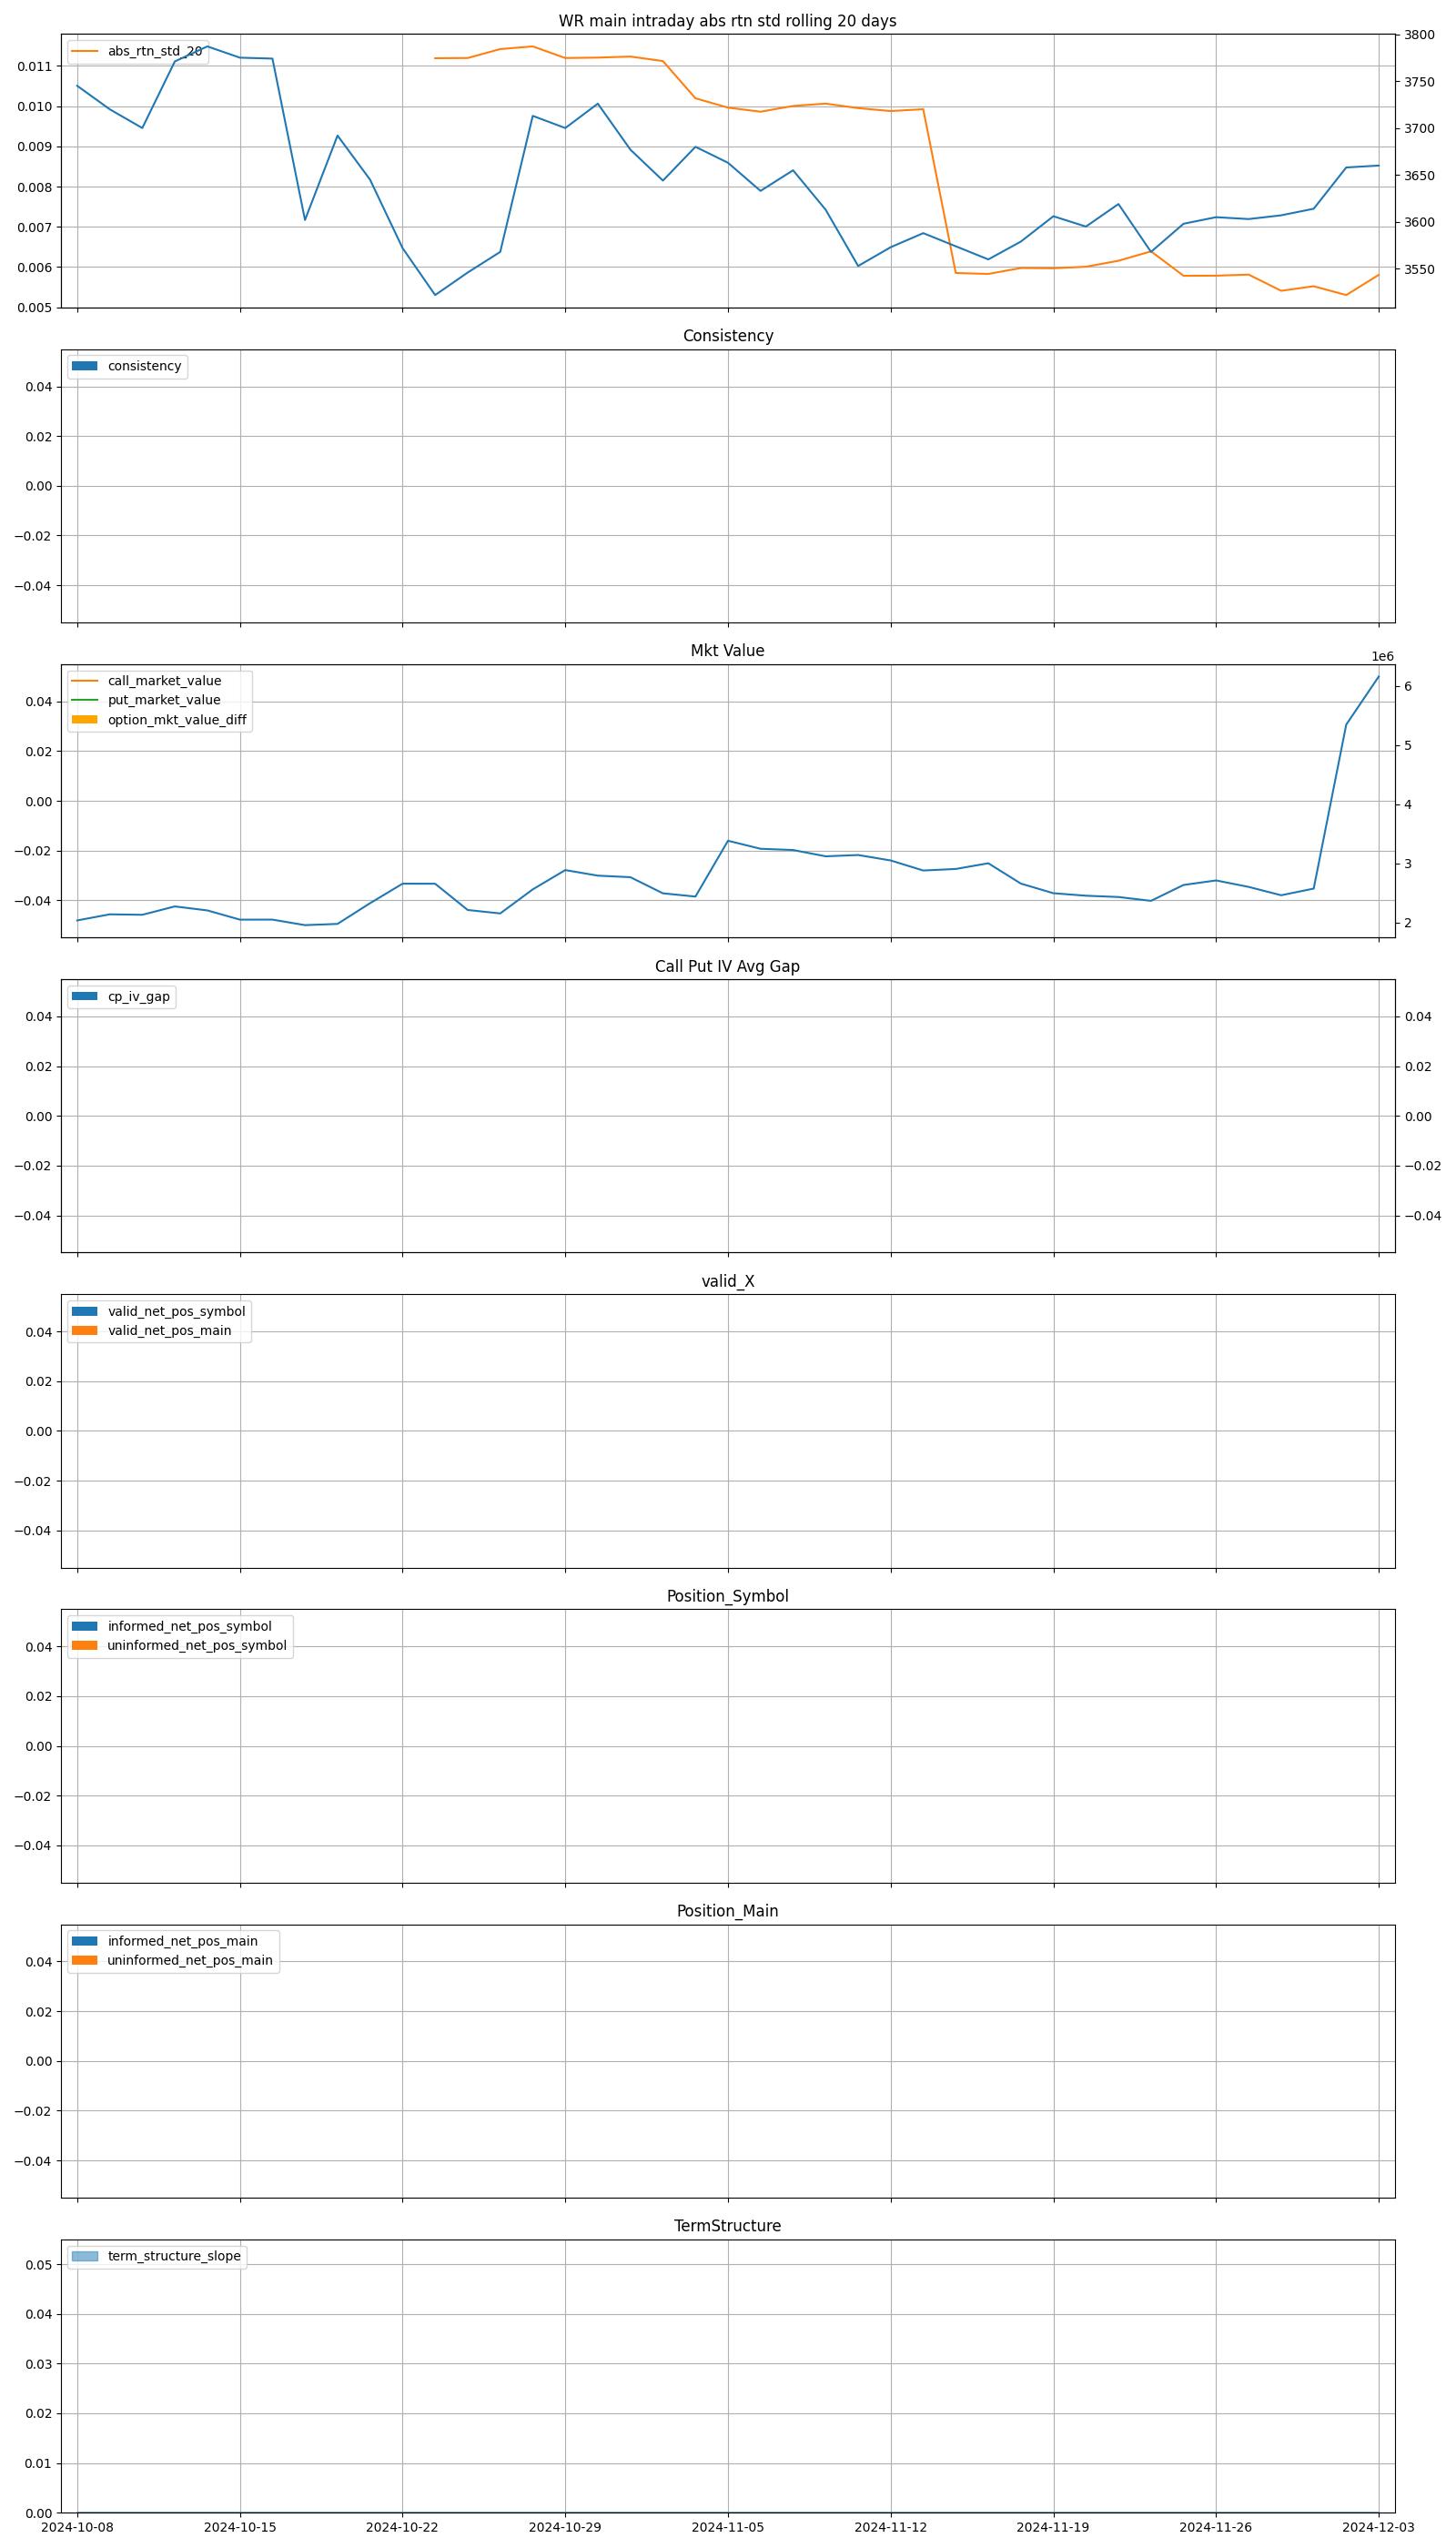 WR main intraday abs rtn std rolling 20 days
abs_rtn_std_20
0.011
0.010
0.009
0.008
0.007
0.006
0.005
3800
3750
3700
3650
3600
3550
Consistency
consistency
0.04
0.02
0.00
−0.02
−0.04
Mkt Value
1e6
call_market_value
put_market_value
option_mkt_value_diff
0.04
0.02
0.00
−0.02
−0.04
6
5
4
3
2
Call Put IV Avg Gap
cp_iv_gap
0.04
0.02
0.00
−0.02
−0.04
0.04
0.02
0.00
−0.02
−0.04
valid_X
valid_net_pos_symbol
valid_net_pos_main
0.04
0.02
0.00
−0.02
−0.04
Position_Symbol
informed_net_pos_symbol
uninformed_net_pos_symbol
0.04
0.02
0.00
−0.02
−0.04
Position_Main
informed_net_pos_main
uninformed_net_pos_main
0.04
0.02
0.00
−0.02
−0.04
TermStructure
term_structure_slope
0.05
0.04
0.03
0.02
0.01
0.00
2024-10-08 2024-10-15 2024-10-22 2024-10-29 2024-11-05 2024-11-12 2024-11-19 2024-11-26 2024-12-03